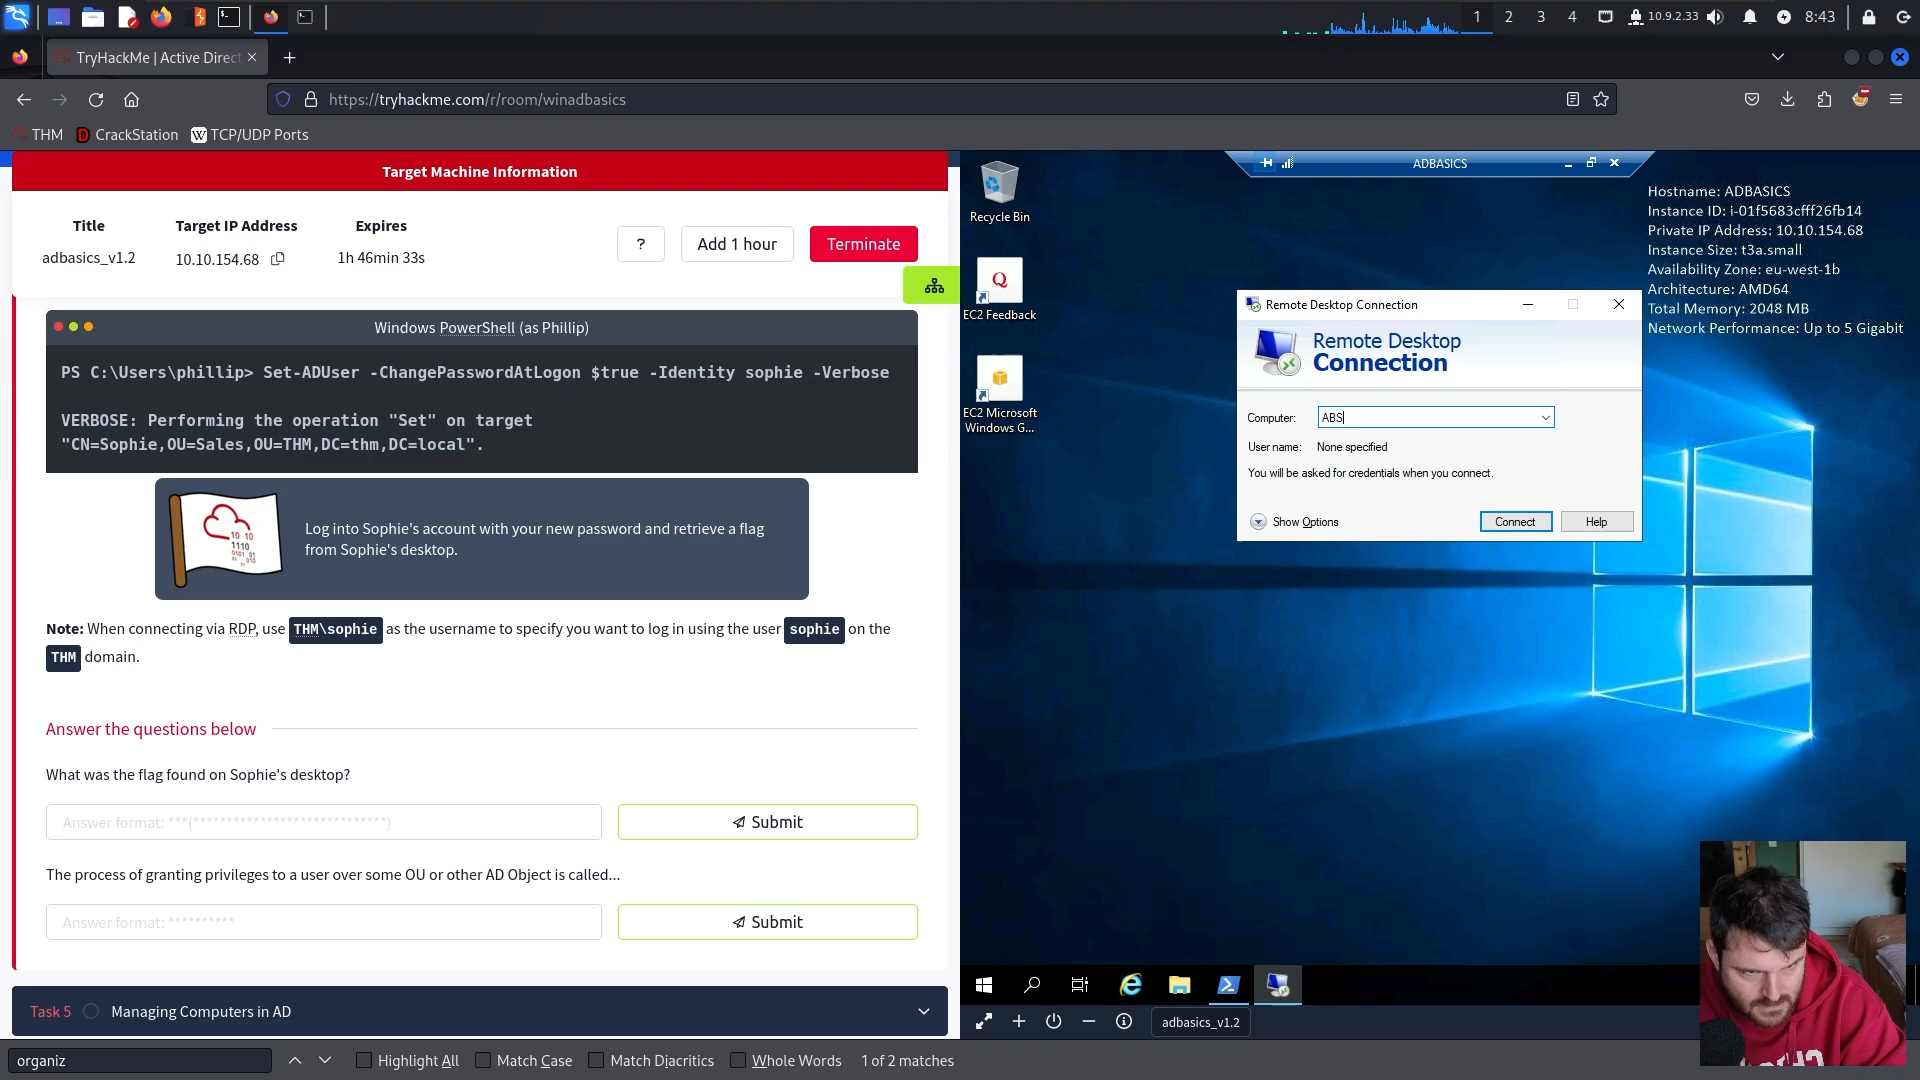 1
2
3
4
10.9.2.33
8:43
TryHackMe | Active Direct
https://tryhackme.com/r/room/winadbasics
THM
CrackStation
W
TCP/UDP Ports
Target Machine Information
Title
Target IP Address
Expires
adbasics_v1.2
10.10.154.68
1h 46min 33s
?
Add 1 hour
Terminate
Windows PowerShell (as Phillip)
PS C:\Users\phillip> Set-ADUser -ChangePasswordAtLogon $true -Identity sophie -Verbose
VERBOSE: Performing the operation "Set" on target
"CN=Sophie,OU=Sales,OU=THM,DC=thm,DC=local".
Log into Sophie's account with your new password and retrieve a flag
from Sophie's desktop.
Note: When connecting via RDP, use THM\sophie as the username to specify you want to log in using the user sophie on the
THM domain.
Answer the questions below
What was the flag found on Sophie's desktop?
Answer format: ***{****************************}
Submit
The process of granting privileges to a user over some OU or other AD Object is called...
Answer format: **********
Submit
Task 5
Managing Computers in AD
organiz
Highlight All
Match Case
Match Diacritics
Whole Words
1 of 2 matches
Recycle Bin
EC2 Feedback
EC2 Microsoft
Windows G...
ADBASICS
Hostname: ADBASICS
Instance ID: i-01f5683cfff26fb14
Private IP Address: 10.10.154.68
Instance Size: t3a.small
Availability Zone: eu-west-1b
Architecture: AMD64
Total Memory: 2048 MB
Network Performance: Up to 5 Gigabit
Remote Desktop Connection
Remote Desktop
Connection
Computer:
ABS
User name:
None specified
You will be asked for credentials when you connect.
Show Options
Connect
Help
adbasics_v1.2